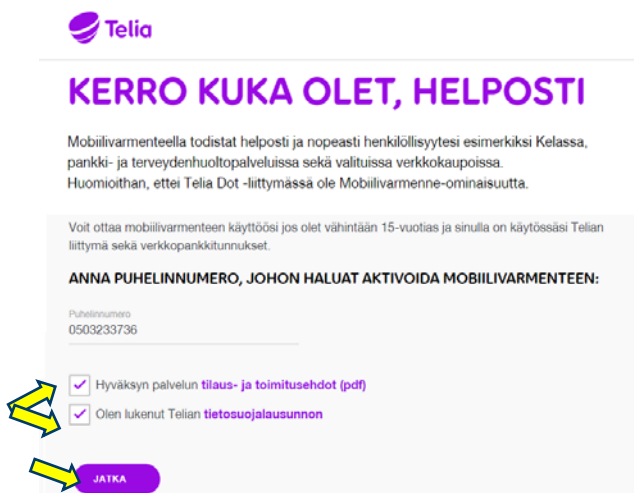 Telia
KERRO KUKA OLET, HELPOSTI
Mobiilivarmenteella todistat helposti ja nopeasti henkilöllisyytesi esimerkiksi Kelassa,
pankki- ja terveydenhuoltopalveluissa sekä valituissa verkkokaupoissa.
Huomioithan, ettei Telia Dot -liittymässä ole Mobiilivarmenne-ominaisuutta.
Voit ottaa mobiilivarmenteen käyttöösi jos olet vähintään 15-vuotias ja sinulla on käytössäsi Telian
liittymä sekä verkkopankkitunnukset.
ANNA PUHELINNUMERO, JOHON HALUAT AKTIVOIDA MOBIILIVARMENTEEN:
Puhelinnumero
0503233736
Hyväksyn palvelun tilaus- ja toimitusehdot (pdf)
Olen lukenut Telian tietosuojalausunnon
JATKA